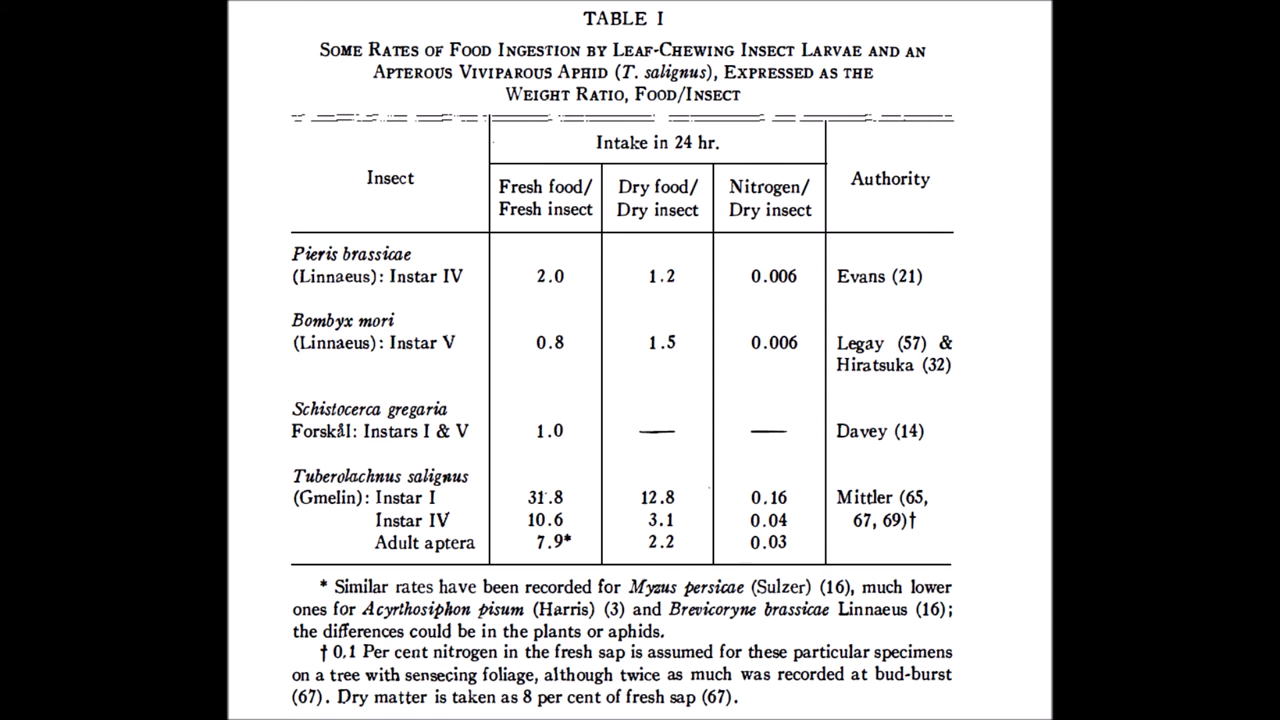 TABLE I
SOME RATES OF FOOD INGESTION BY LEAF-CHEWING INSECT LARVAE AND AN
APTEROUS VIVIPAROUS APHID (T. salignus), EXPRESSED AS THE
WEIGHT RATIO, FOOD/INSECT
Insect
Intake in 24 hr.
Authority
Fresh food/ Dry food/ Nitrogen/
Fresh insect Dry insect Dry insect
Pieris brassicae
(Linnaeus): Instar IV 2.0 1.2 0.006 Evans (21)
Bombyx mori
(Linnaeus): Instar V 0.8 1.5 0.006 Legay (57) &
Hiratsuka (32)
Schistocerca gregaria
Forskål: Instars I & V 1.0 — — Davey (14)
Tuberolachnus salignus
(Gmelin): Instar I 31.8 12.8 0.16 Mittler (65,
Instar IV 10.6 3.1 0.04 67, 69)†
Adult aptera 7.9* 2.2 0.03
* Similar rates have been recorded for Myzus persicae (Sulzer) (16), much lower
ones for Acyrthosiphon pisum (Harris) (3) and Brevicoryne brassicae Linnaeus (16);
the differences could be in the plants or aphids.
† 0.1 Per cent nitrogen in the fresh sap is assumed for these particular specimens
on a tree with sensecing foliage, although twice as much was recorded at bud-burst
(67). Dry matter is taken as 8 per cent of fresh sap (67).